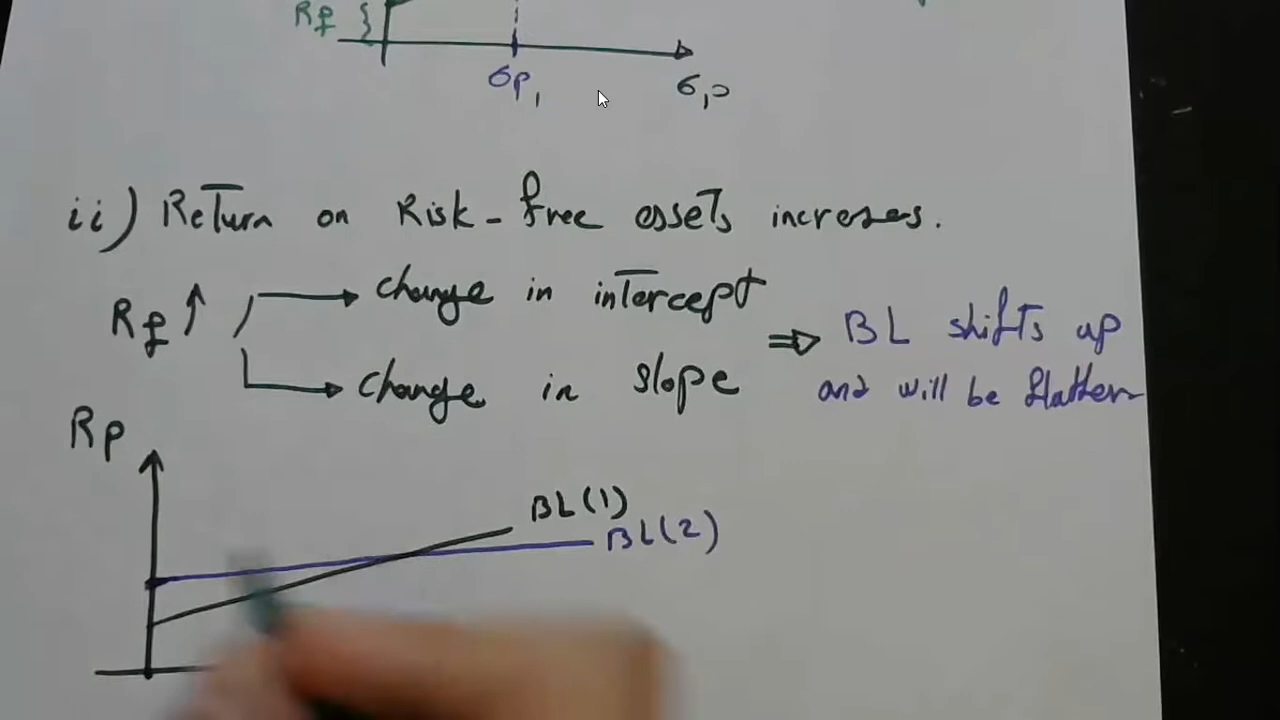 Rf
σp1
σp
ii) Return on Risk-free assets increses.
Rf ↑ → change in intercept
→ change in slope
⇒ BL shifts up
and will be flatter
Rp
BL(1)
BL(2)